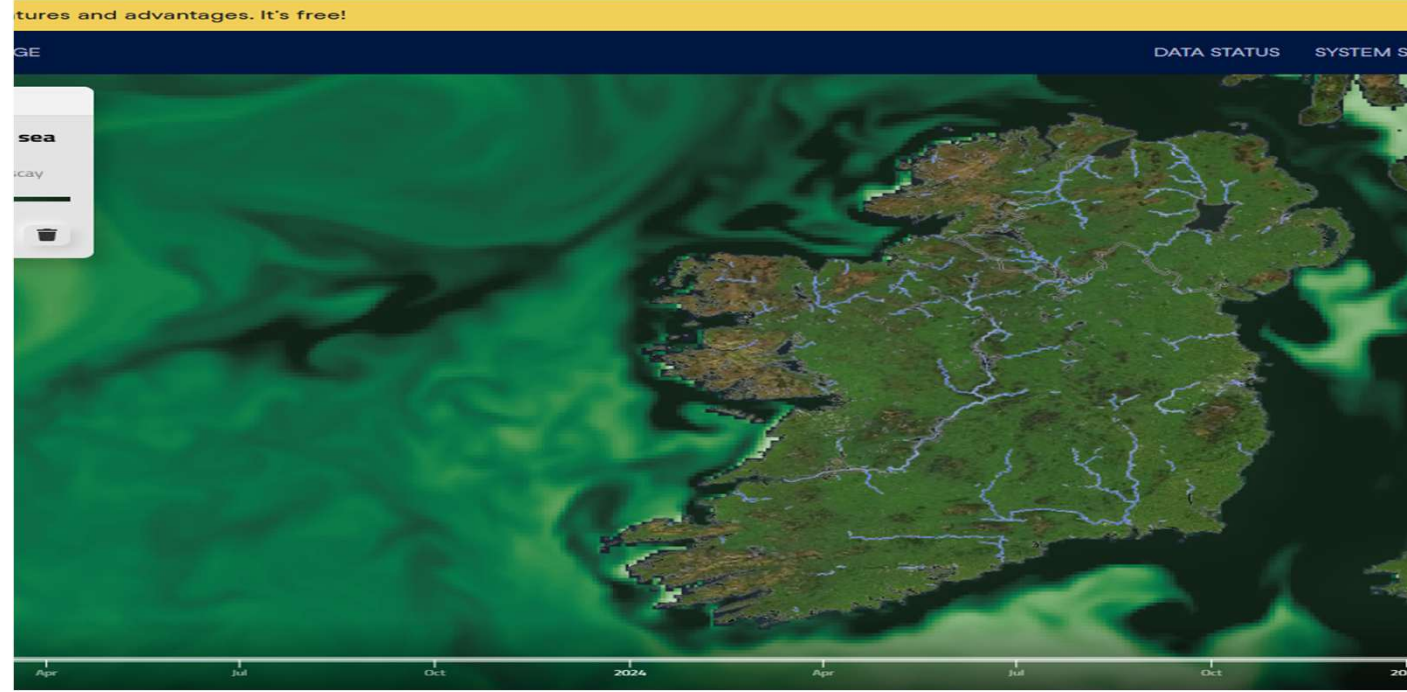 tures and advantages. It's free!
GE DATA STATUS SYSTEM S
sea
scay
Apr Jul Oct 2024 Apr Jul Oct 20